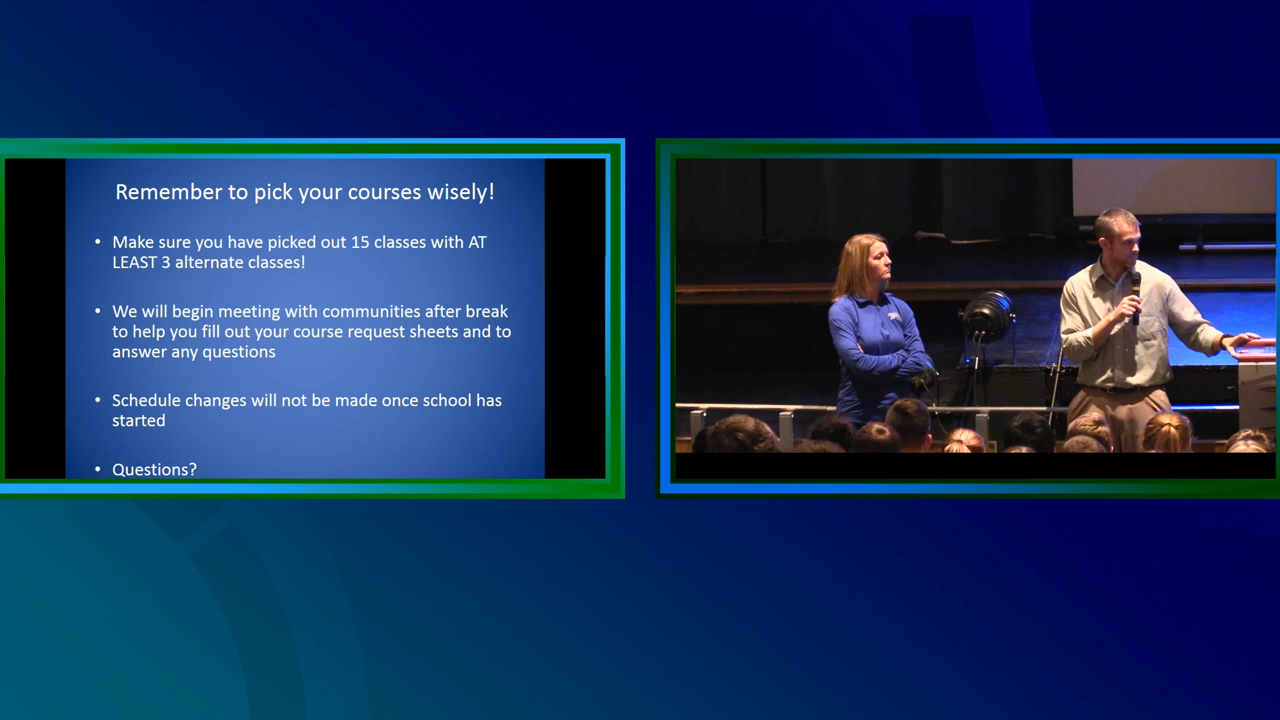 Remember to pick your courses wisely!
• Make sure you have picked out 15 classes with AT
LEAST 3 alternate classes!
• We will begin meeting with communities after break
to help you fill out your course request sheets and to
answer any questions
• Schedule changes will not be made once school has
started
• Questions?